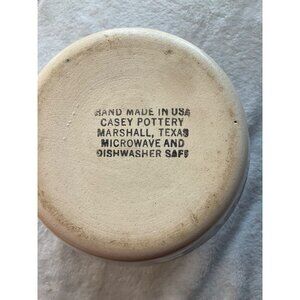 HAND MADE IN USA
CASEY POTTERY
MARSHALL, TEXAS
MICROWAVE AND
DISHWASHER SAFE